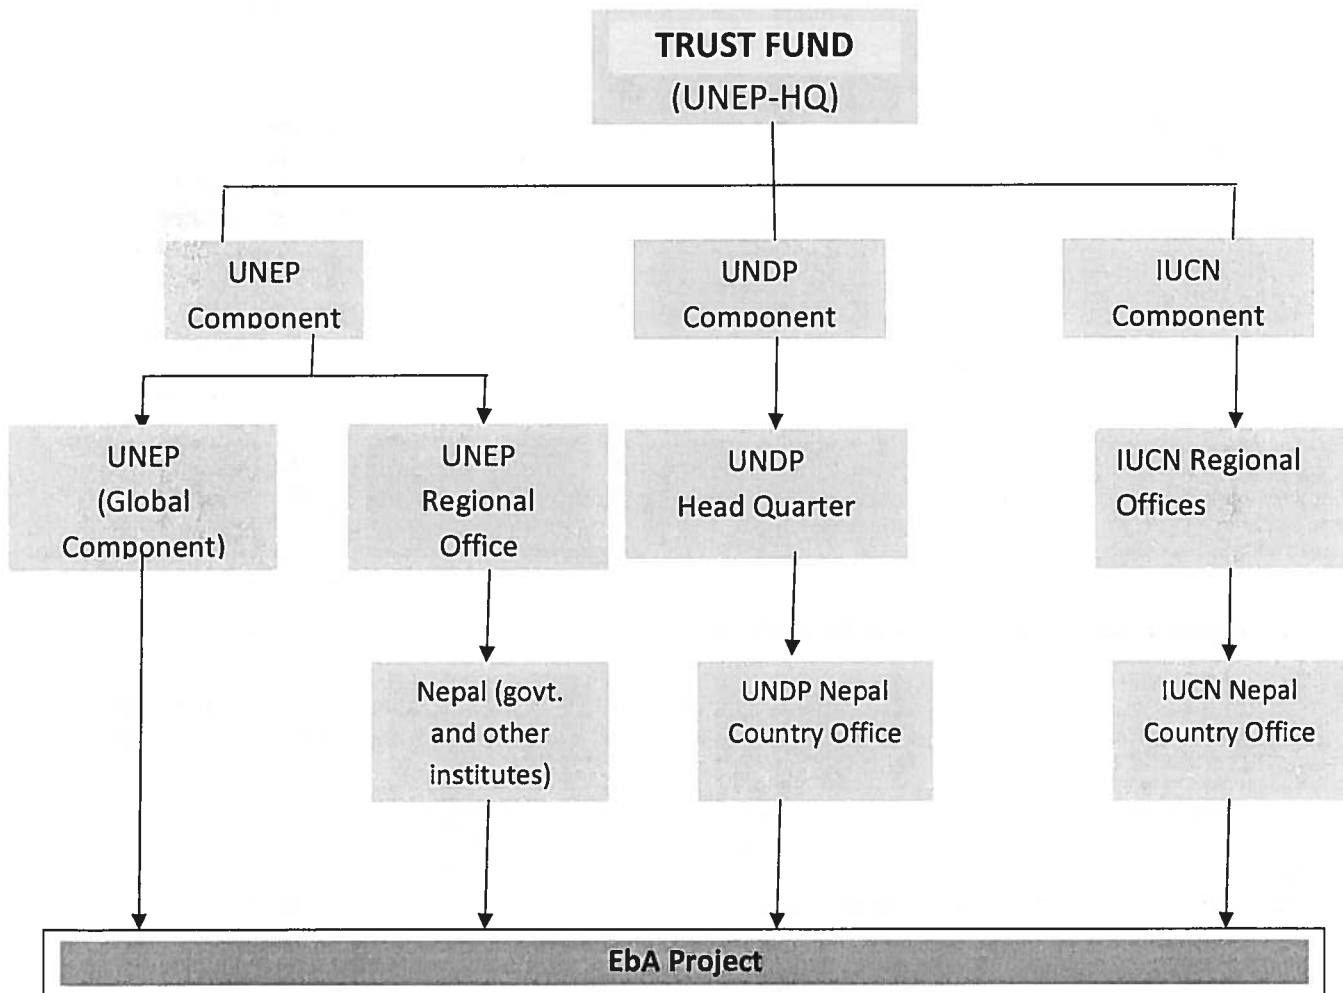 TRUST FUND
(UNEP-HQ)
UNEP
Component
UNDP
Component
IUCN
Component
UNEP
(Global
Component)
UNEP
Regional
Office
UNDP
Head Quarter
IUCN Regional
Offices
Nepal (govt.
and other
institutes)
UNDP Nepal
Country Office
IUCN Nepal
Country Office
EbA Project